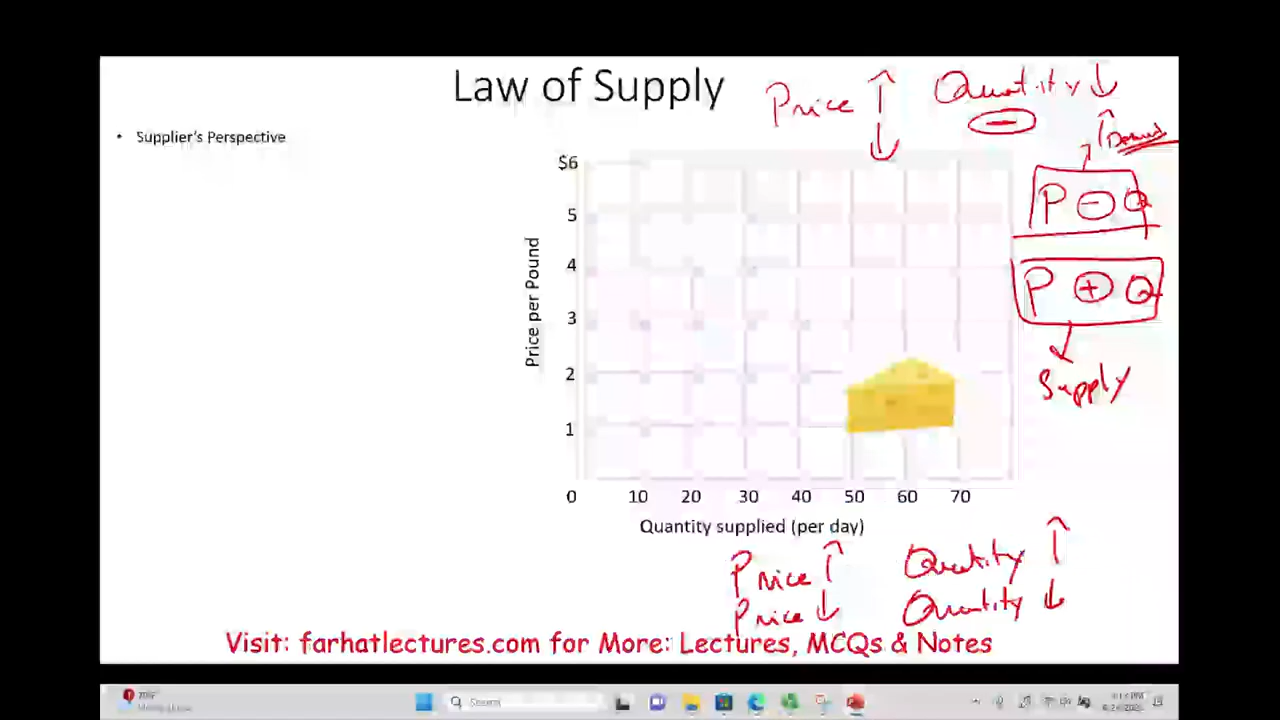 Law of Supply
Price ↑ Quantity ↓
↓ −
• Supplier's Perspective
↑ Demand
P − Q
P + Q
Supply
$6
5
4
3
2
1
0 10 20 30 40 50 60 70
Price per Pound
Quantity supplied (per day)
Price ↑ Quantity ↑
Price ↓ Quantity ↓
Visit: farhatlectures.com for More: Lectures, MCQs & Notes
Search